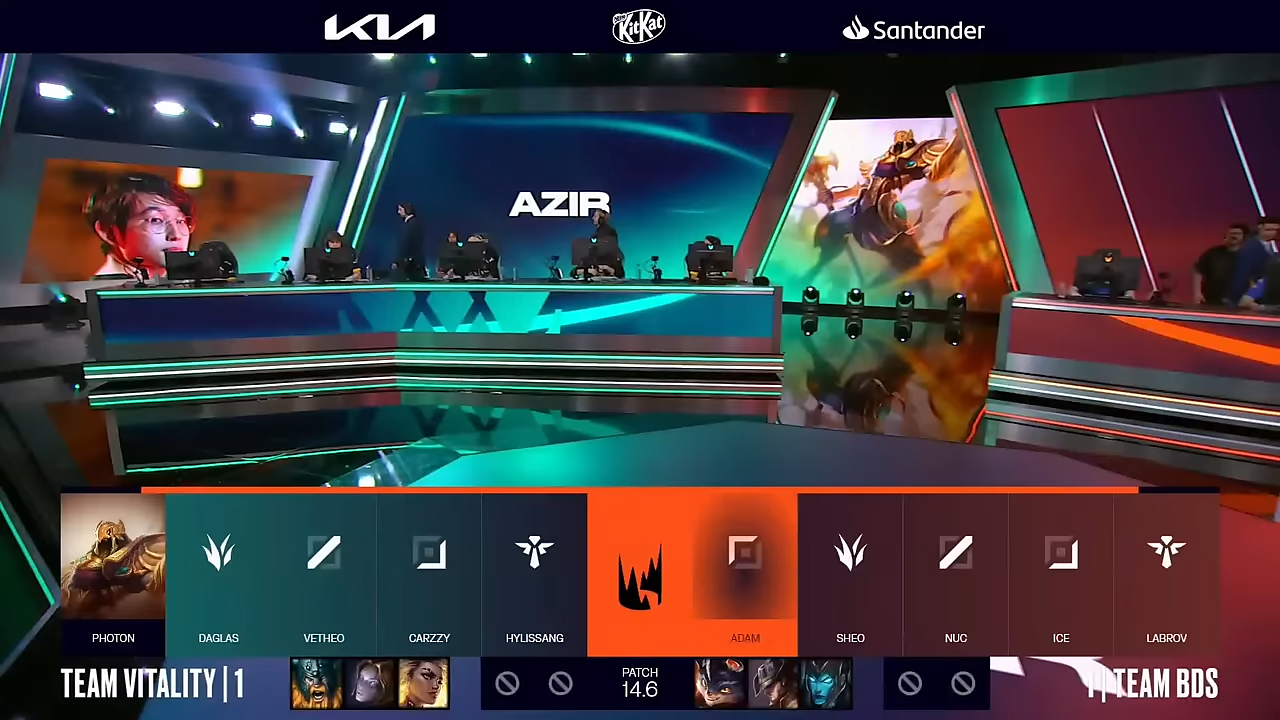 KIA
KitKat
Santander
AZIR
PHOTON
DAGLAS
VETHEO
CARZZY
HYLISSANG
ADAM
SHEO
NUC
ICE
LABROV
TEAM VITALITY | 1
PATCH
14.6
1 | TEAM BDS